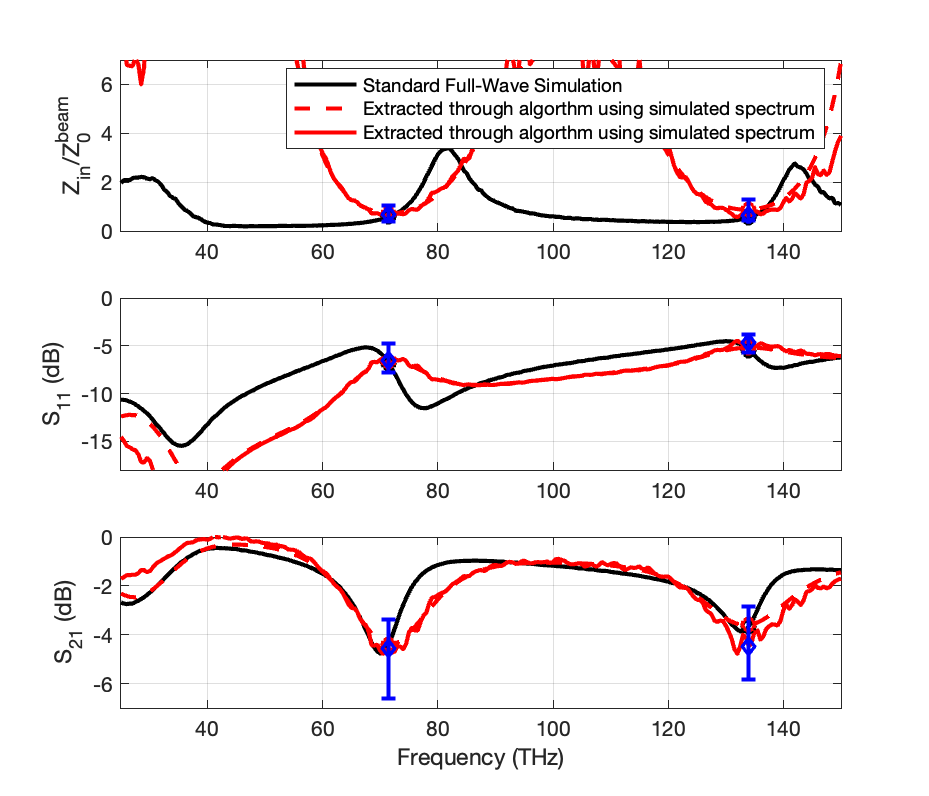 Z_in/Z_0^beam
6
4
2
0
Standard Full-Wave Simulation
Extracted through algorthm using simulated spectrum
Extracted through algorthm using simulated spectrum
40 60 80 100 120 140
S_11 (dB)
0
-5
-10
-15
40 60 80 100 120 140
S_21 (dB)
0
-2
-4
-6
40 60 80 100 120 140
Frequency (THz)